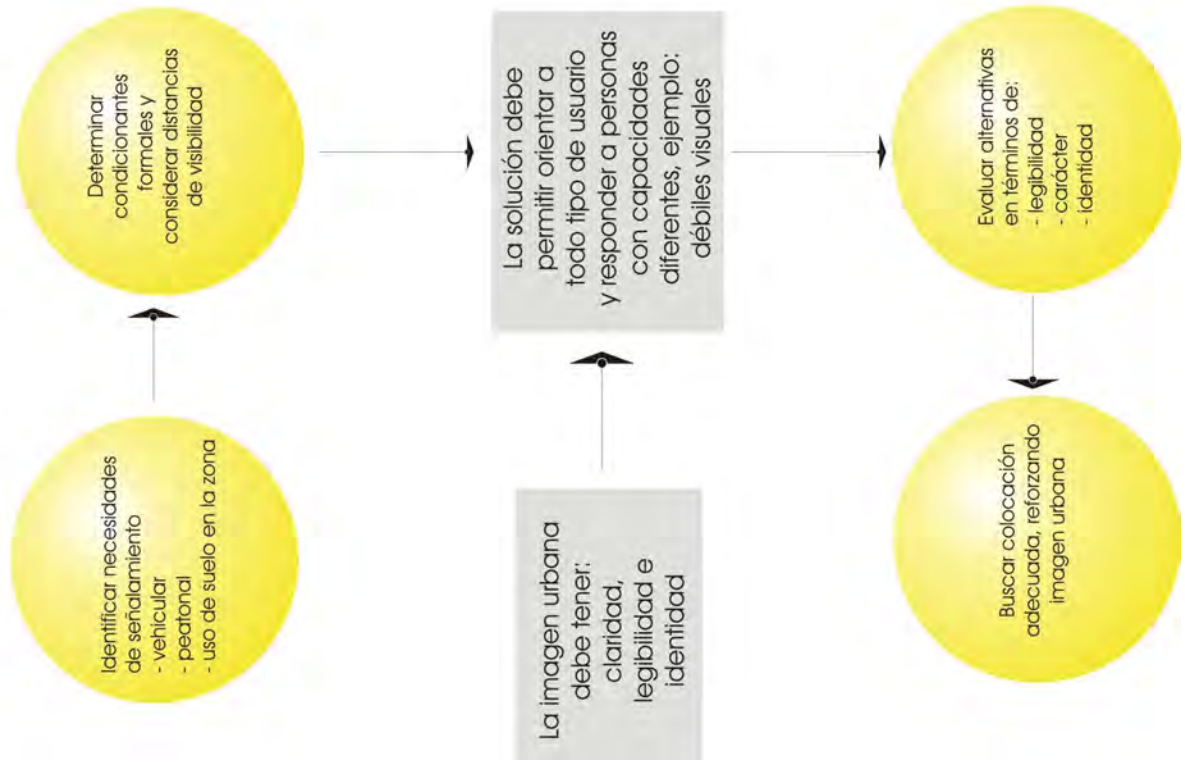 Identificar necesidades
de señalamiento
- vehicular
- peatonal
- uso de suelo en la zona
Determinar
condicionantes
formales y
considerar distancias
de visibilidad
La imagen urbana
debe tener:
claridad,
legibilidad e
identidad
La solución debe
permitir orientar a
todo tipo de usuario
y responder a personas
con capacidades
diferentes, ejemplo:
débiles visuales
Evaluar alternativas
en términos de:
- legibilidad
- carácter
- identidad
Buscar colocación
adecuada, reforzando
imagen urbana